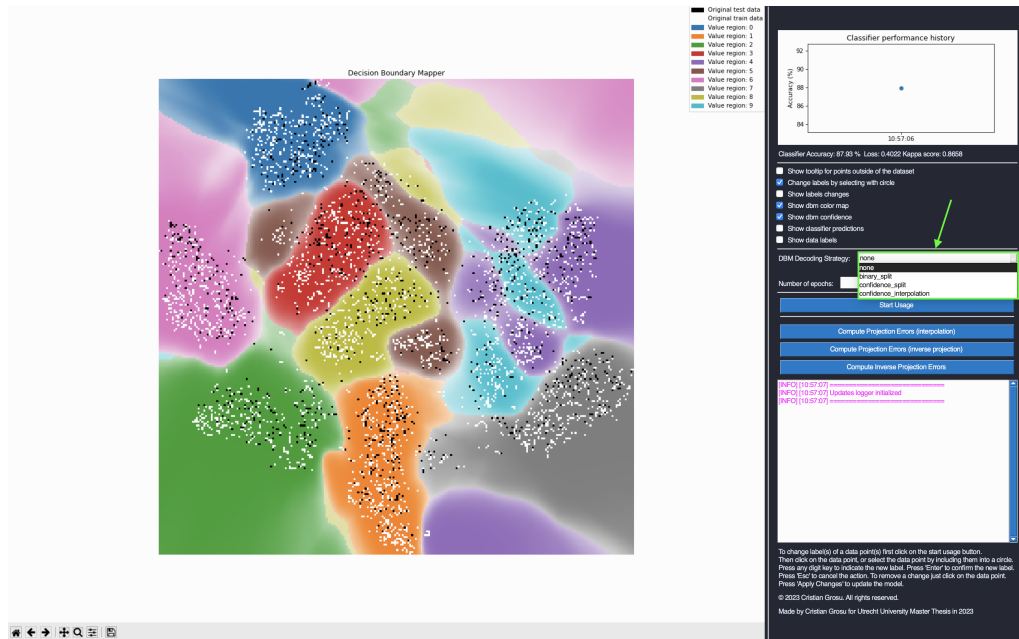 Original test data
Original train data
Value region: 0
Value region: 1
Value region: 2
Value region: 3
Value region: 4
Value region: 5
Value region: 6
Value region: 7
Value region: 8
Value region: 9
Decision Boundary Mapper
Classifier performance history
Accuracy (%)
92
90
88
86
84
10:57:06
Classifier Accuracy: 87.93 % Loss: 0.4022 Kappa score: 0.8658
Show tooltip for points outside of the dataset
Change labels by selecting with circle
Show labels changes
Show dbm color map
Show dbm confidence
Show classifier predictions
Show data labels
DBM Decoding Strategy: none
none
binary_split
confidence_split
confidence_interpolation
Number of epochs:
Start Usage
Compute Projection Errors (interpolation)
Compute Projection Errors (inverse projection)
Compute Inverse Projection Errors
[INFO] [10:57:07] ==============================
[INFO] [10:57:07] Updates logger initialized
[INFO] [10:57:07] ==============================
To change label(s) of a data point(s) first click on the start usage button.
Then click on the data point, or select the data point by including them into a circle.
Press any digit key to indicate the new label. Press 'Enter' to confirm the new label.
Press 'Esc' to cancel the action. To remove a change just click on the data point.
Press 'Apply Changes' to update the model.
© 2023 Cristian Grosu. All rights reserved.
Made by Cristian Grosu for Utrecht University Master Thesis in 2023